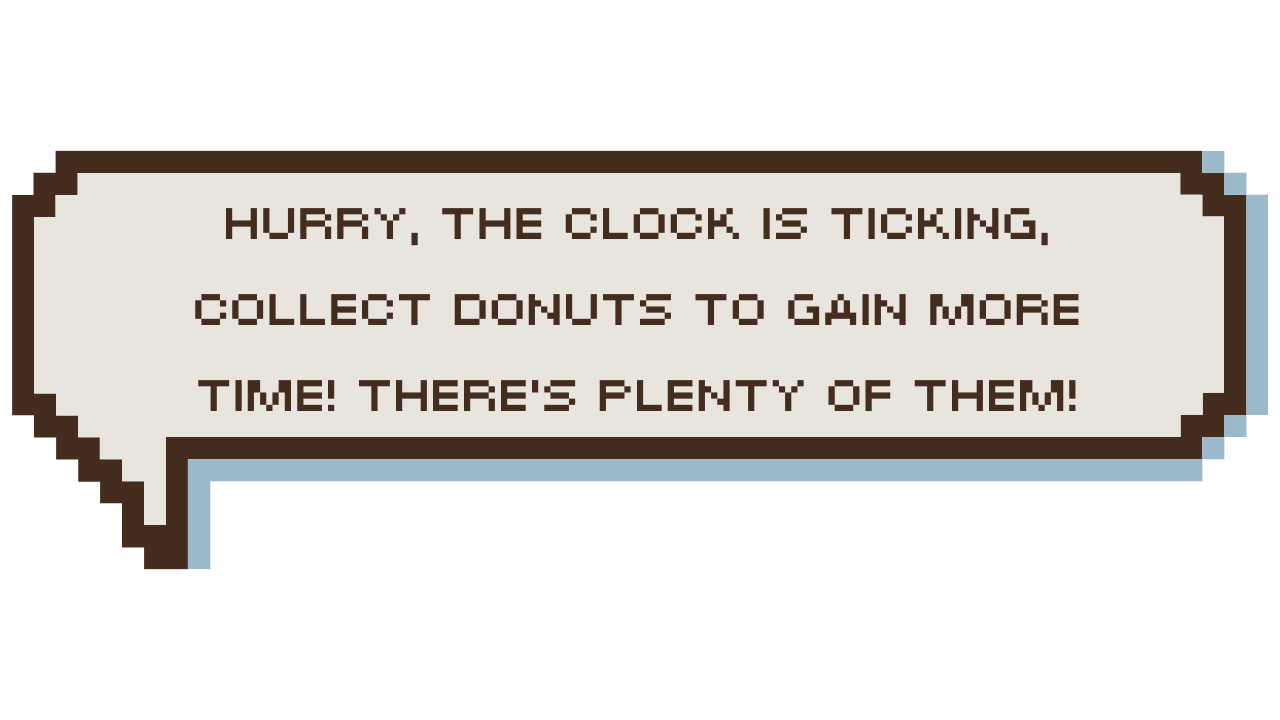 HURRY, THE CLOCK IS TICKING,
COLLECT DONUTS TO GAIN MORE
TIME! THERE'S PLENTY OF THEM!